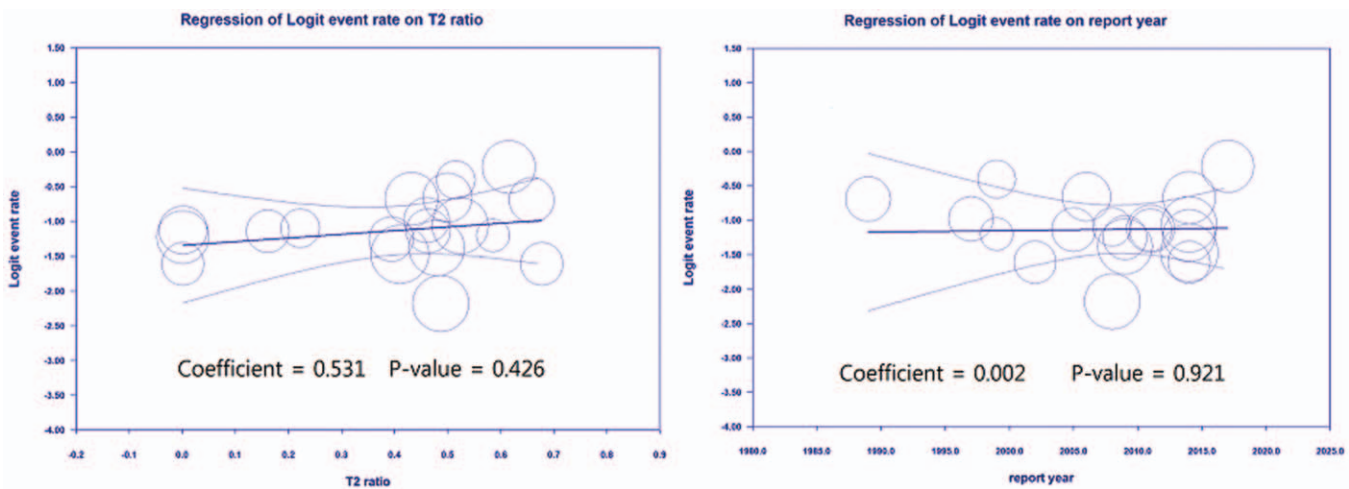 Regression of Logit event rate on T2 ratio
1.50
1.00
0.50
0.00
-0.50
-1.00
-1.50
-2.00
-2.50
-3.00
-3.50
-4.00
Logit event rate
Coefficient = 0.531 P-value = 0.426
-0.2 -0.1 0.0 0.1 0.2 0.3 0.4 0.5 0.6 0.7 0.8 0.9
T2 ratio
Regression of Logit event rate on report year
1.50
1.00
0.50
0.00
-0.50
-1.00
-1.50
-2.00
-2.50
-3.00
-3.50
-4.00
Logit event rate
Coefficient = 0.002 P-value = 0.921
1980.0 1985.0 1990.0 1995.0 2000.0 2005.0 2010.0 2015.0 2020.0 2025.0
report year